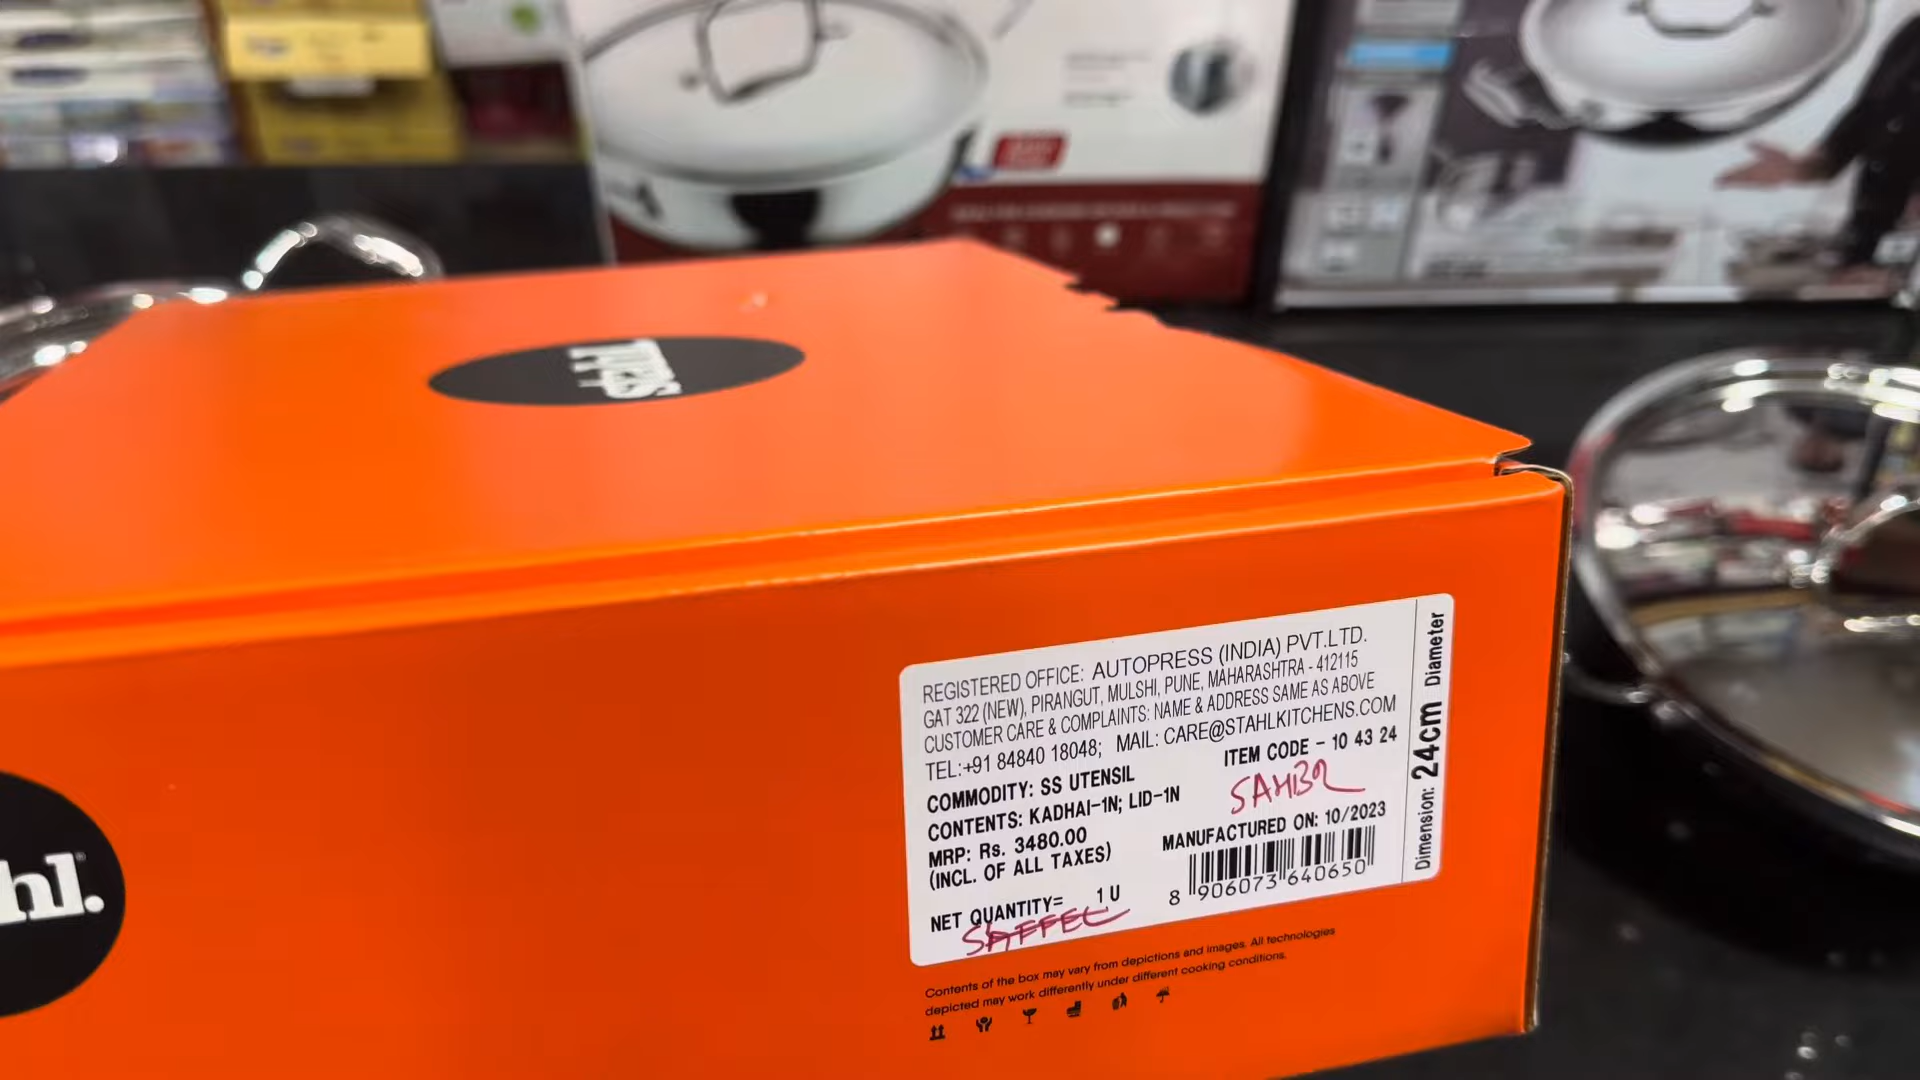 Stahl.
REGISTERED OFFICE: AUTOPRESS (INDIA) PVT.LTD.
GAT 322 (NEW), PIRANGUT, MULSHI, PUNE, MAHARASHTRA - 412115
CUSTOMER CARE & COMPLAINTS: NAME & ADDRESS SAME AS ABOVE
TEL:+91 84840 18048; MAIL: CARE@STAHLKITCHENS.COM
COMMODITY: SS UTENSIL
ITEM CODE - 10 43 24
CONTENTS: KADHAI-1N; LID-1N
MRP: Rs. 3480.00
(INCL. OF ALL TAXES)
MANUFACTURED ON: 10/2023
8 906073 640650
NET QUANTITY= 1 U
SAFFEL
Dimension: 24cm Diameter
hl.
Contents of the box may vary from depictions and images. All technologies
depicted may work differently under different cooking conditions.